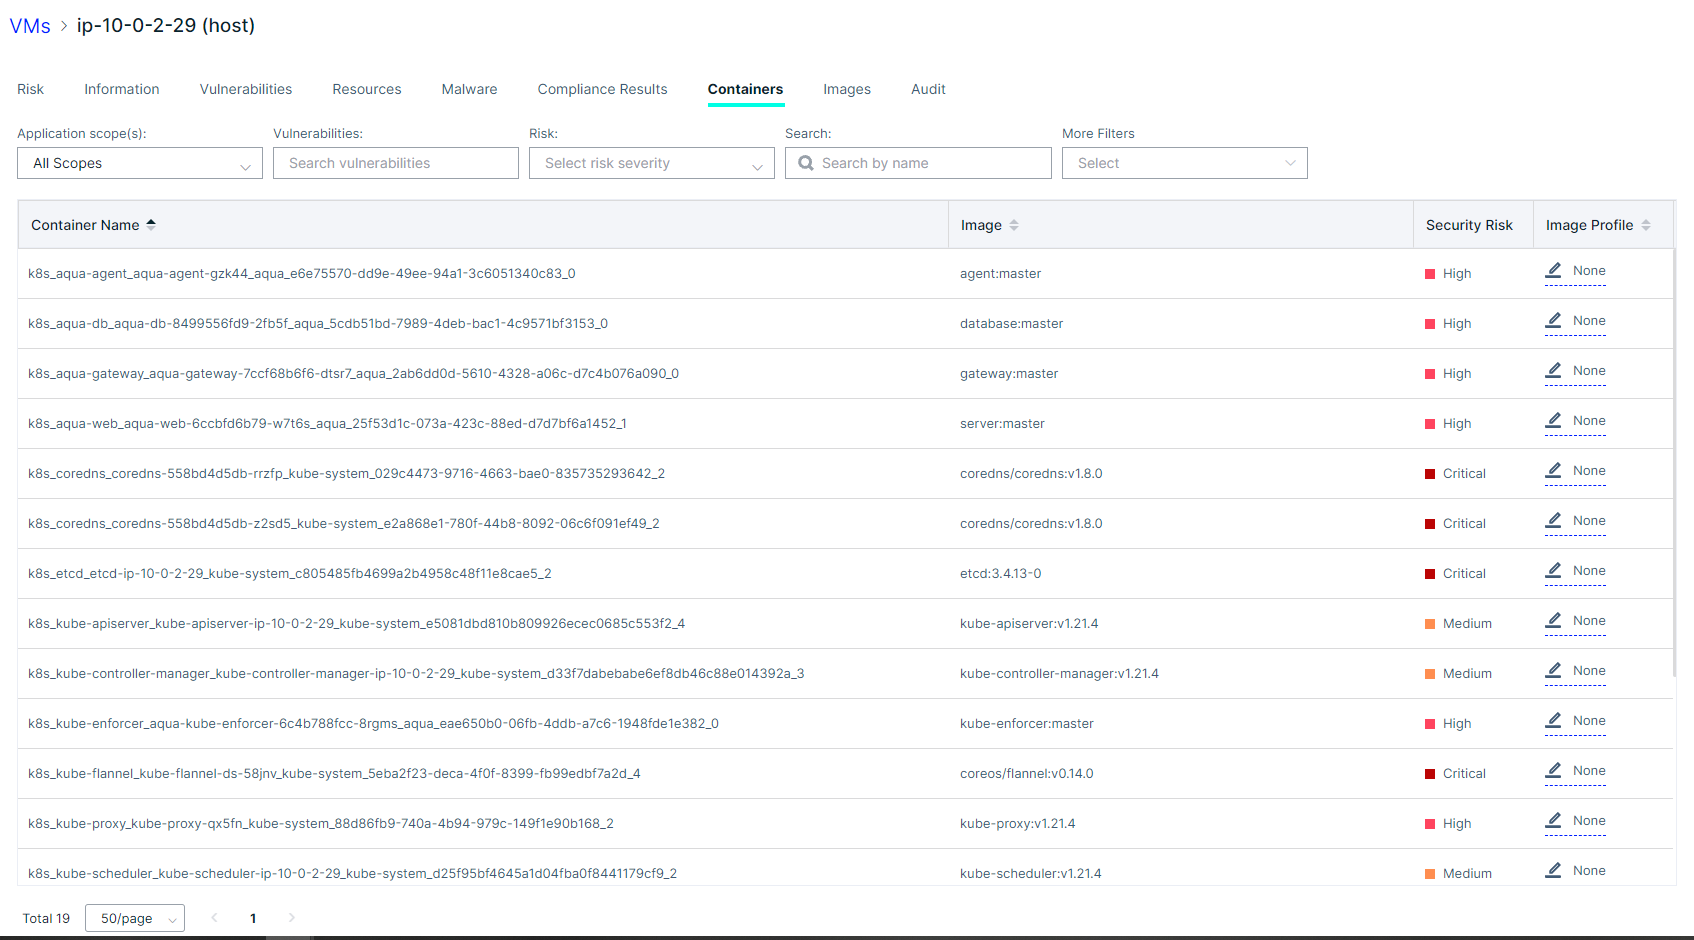 VMs > ip-10-0-2-29 (host)
Risk Information Vulnerabilities Resources Malware Compliance Results Containers Images Audit
Application scope(s): Vulnerabilities: Risk: Search: More Filters
All Scopes Search vulnerabilities Select risk severity Search by name Select
Container Name Image Security Risk Image Profile
k8s_aqua-agent_aqua-agent-gzk44_aqua_e6e75570-dd9e-49ee-94a1-3c6051340c83_0 agent:master High None
k8s_aqua-db_aqua-db-8499556fd9-2fb5f_aqua_5cdb51bd-7989-4deb-bac1-4c9571bf3153_0 database:master High None
k8s_aqua-gateway_aqua-gateway-7ccf68b6f6-dtsr7_aqua_2ab6dd0d-5610-4328-a06c-d7c4b076a090_0 gateway:master High None
k8s_aqua-web_aqua-web-6ccbfd6b79-w7t6s_aqua_25f53d1c-073a-423c-88ed-d7d7bf6a1452_1 server:master High None
k8s_coredns_coredns-558bd4d5db-rrzfp_kube-system_029c4473-9716-4663-bae0-835735293642_2 coredns/coredns:v1.8.0 Critical None
k8s_coredns_coredns-558bd4d5db-z2sd5_kube-system_e2a868e1-780f-44b8-8092-06c6f091ef49_2 coredns/coredns:v1.8.0 Critical None
k8s_etcd_etcd-ip-10-0-2-29_kube-system_c805485fb4699a2b4958c48f11e8cae5_2 etcd:3.4.13-0 Critical None
k8s_kube-apiserver_kube-apiserver-ip-10-0-2-29_kube-system_e5081dbd810b809926ecec0685c553f2_4 kube-apiserver:v1.21.4 Medium None
k8s_kube-controller-manager_kube-controller-manager-ip-10-0-2-29_kube-system_d33f7dabebabe6ef8db46c88e014392a_3 kube-controller-manager:v1.21.4 Medium None
k8s_kube-enforcer_aqua-kube-enforcer-6c4b788fcc-8rgms_aqua_eae650b0-06fb-4ddb-a7c6-1948fde1e382_0 kube-enforcer:master High None
k8s_kube-flannel_kube-flannel-ds-58jnv_kube-system_5eba2f23-deca-4f0f-8399-fb99edbf7a2d_4 coreos/flannel:v0.14.0 Critical None
k8s_kube-proxy_kube-proxy-qx5fn_kube-system_88d86fb9-740a-4b94-979c-149f1e90b168_2 kube-proxy:v1.21.4 High None
k8s_kube-scheduler_kube-scheduler-ip-10-0-2-29_kube-system_d25f95bf4645a1d04fba0f8441179cf9_2 kube-scheduler:v1.21.4 Medium None
Total 19 50/page < 1 >